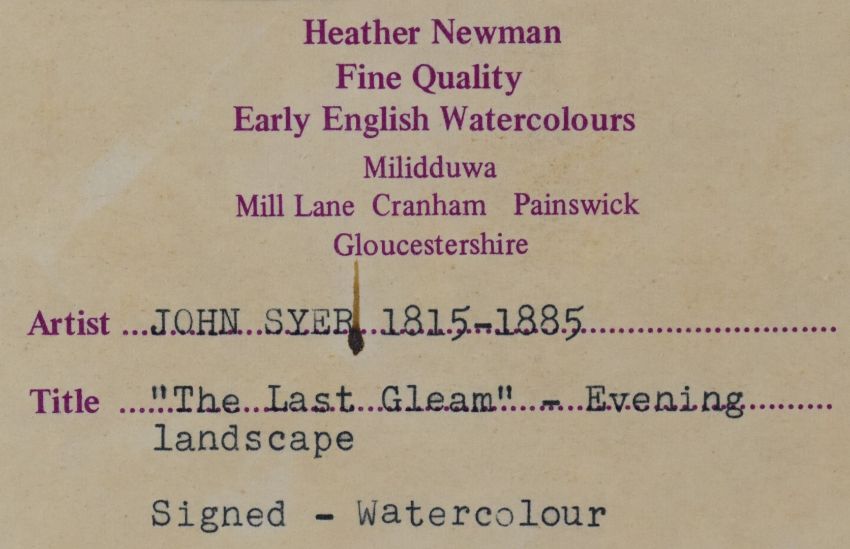 Heather Newman
Fine Quality
Early English Watercolours
Milidduwa
Mill Lane Cranham Painswick
Gloucestershire
Artist ...JOHN SYER 1815-1885...
Title ..."The Last Gleam" - Evening...
landscape
Signed - Watercolour